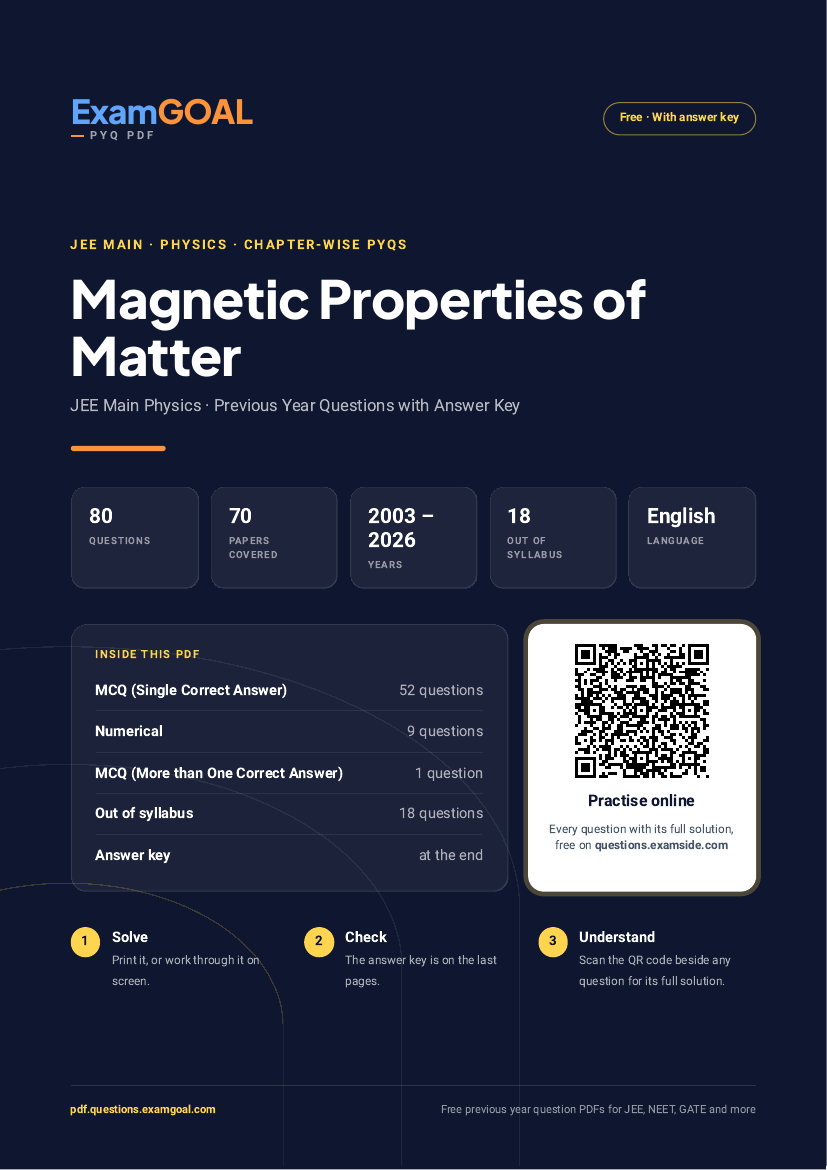 ExamGOAL
PYQ PDF
Free · With answer key
JEE MAIN · PHYSICS · CHAPTER-WISE PYQS
Magnetic Properties of
Matter
JEE Main Physics · Previous Year Questions with Answer Key
80
QUESTIONS
70
PAPERS
COVERED
2003 –
2026
YEARS
18
OUT OF
SYLLABUS
English
LANGUAGE
INSIDE THIS PDF
MCQ (Single Correct Answer) 52 questions
Numerical 9 questions
MCQ (More than One Correct Answer) 1 question
Out of syllabus 18 questions
Answer key at the end
Practise online
Every question with its full solution,
free on questions.examside.com
1 Solve
Print it, or work through it on
screen.
2 Check
The answer key is on the last
pages.
3 Understand
Scan the QR code beside any
question for its full solution.
pdf.questions.examgoal.com
Free previous year question PDFs for JEE, NEET, GATE and more